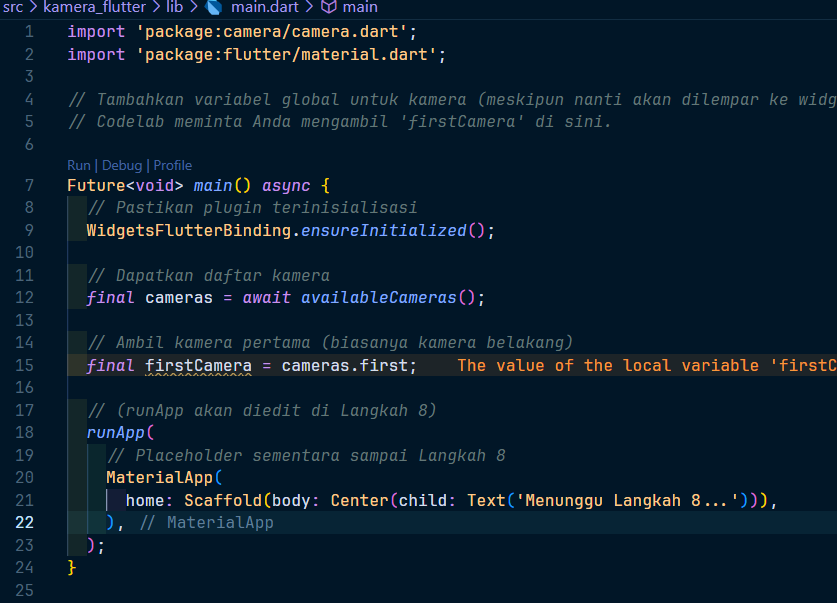 src > kamera_flutter > lib > main.dart > main
1 import 'package:camera/camera.dart';
2 import 'package:flutter/material.dart';
3
4 // Tambahkan variabel global untuk kamera (meskipun nanti akan dilempar ke widg
5 // Codelab meminta Anda mengambil 'firstCamera' di sini.
6
Run | Debug | Profile
7 Future<void> main() async {
8 // Pastikan plugin terinisialisasi
9 WidgetsFlutterBinding.ensureInitialized();
10
11 // Dapatkan daftar kamera
12 final cameras = await availableCameras();
13
14 // Ambil kamera pertama (biasanya kamera belakang)
15 final firstCamera = cameras.first; The value of the local variable 'firstC
16
17 // (runApp akan diedit di Langkah 8)
18 runApp(
19 // Placeholder sementara sampai Langkah 8
20 MaterialApp(
21 home: Scaffold(body: Center(child: Text('Menunggu Langkah 8...'))),
22 ), // MaterialApp
23 );
24 }
25